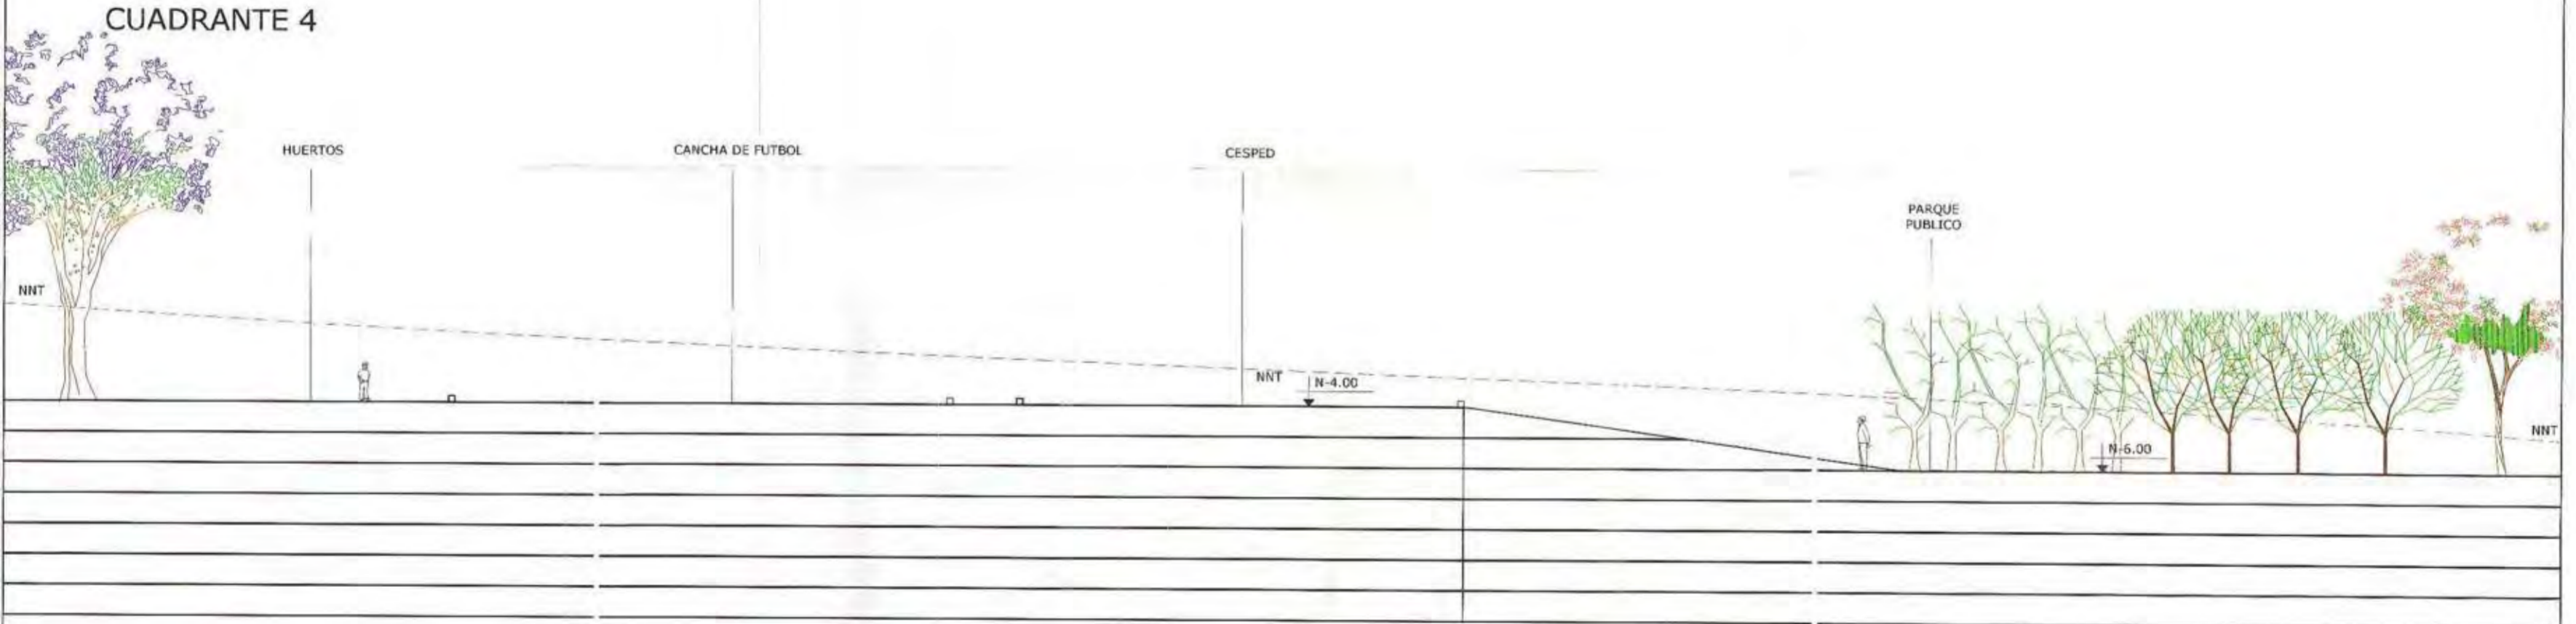 CUADRANTE 4
HUERTOS
CANCHA DE FUTBOL
CESPED
PARQUE
PUBLICO
NNT
NNT
N-4.00
NNT
N-6.00